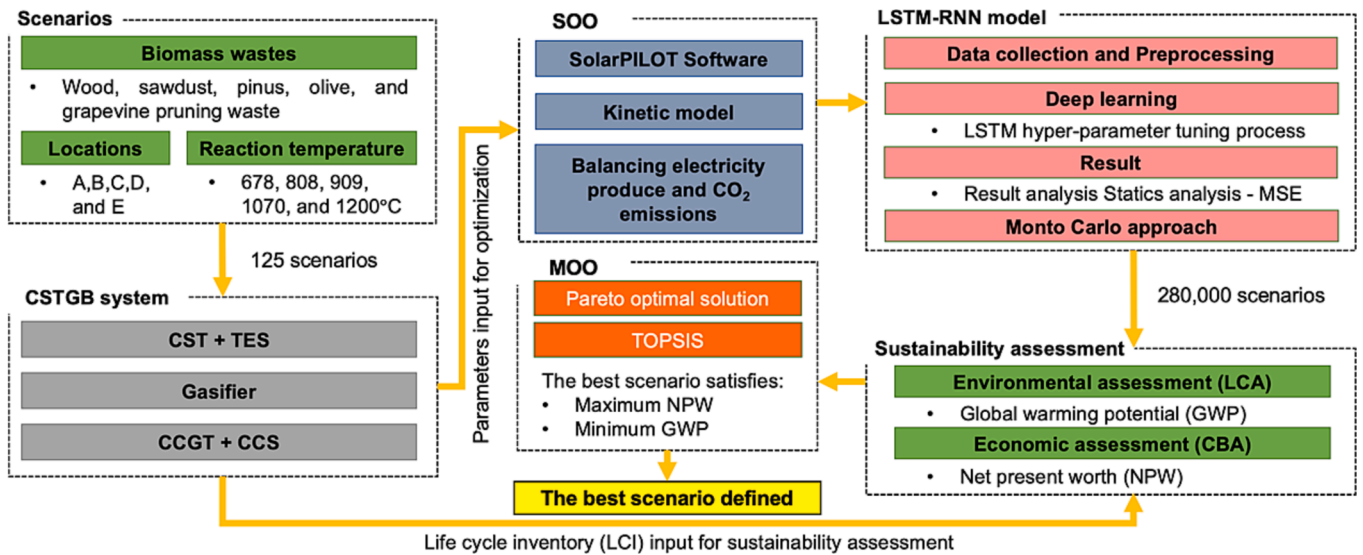 Scenarios
Biomass wastes
• Wood, sawdust, pinus, olive, and
grapevine pruning waste
Locations
• A,B,C,D,
and E
Reaction temperature
• 678, 808, 909,
1070, and 1200°C
125 scenarios
CSTGB system
CST + TES
Gasifier
CCGT + CCS
Parameters input for optimization
SOO
SolarPILOT Software
Kinetic model
Balancing electricity
produce and CO₂
emissions
LSTM-RNN model
Data collection and Preprocessing
Deep learning
• LSTM hyper-parameter tuning process
Result
• Result analysis Statics analysis - MSE
Monto Carlo approach
280,000 scenarios
Sustainability assessment
Environmental assessment (LCA)
• Global warming potential (GWP)
Economic assessment (CBA)
• Net present worth (NPW)
MOO
Pareto optimal solution
TOPSIS
The best scenario satisfies:
• Maximum NPW
• Minimum GWP
The best scenario defined
Life cycle inventory (LCI) input for sustainability assessment